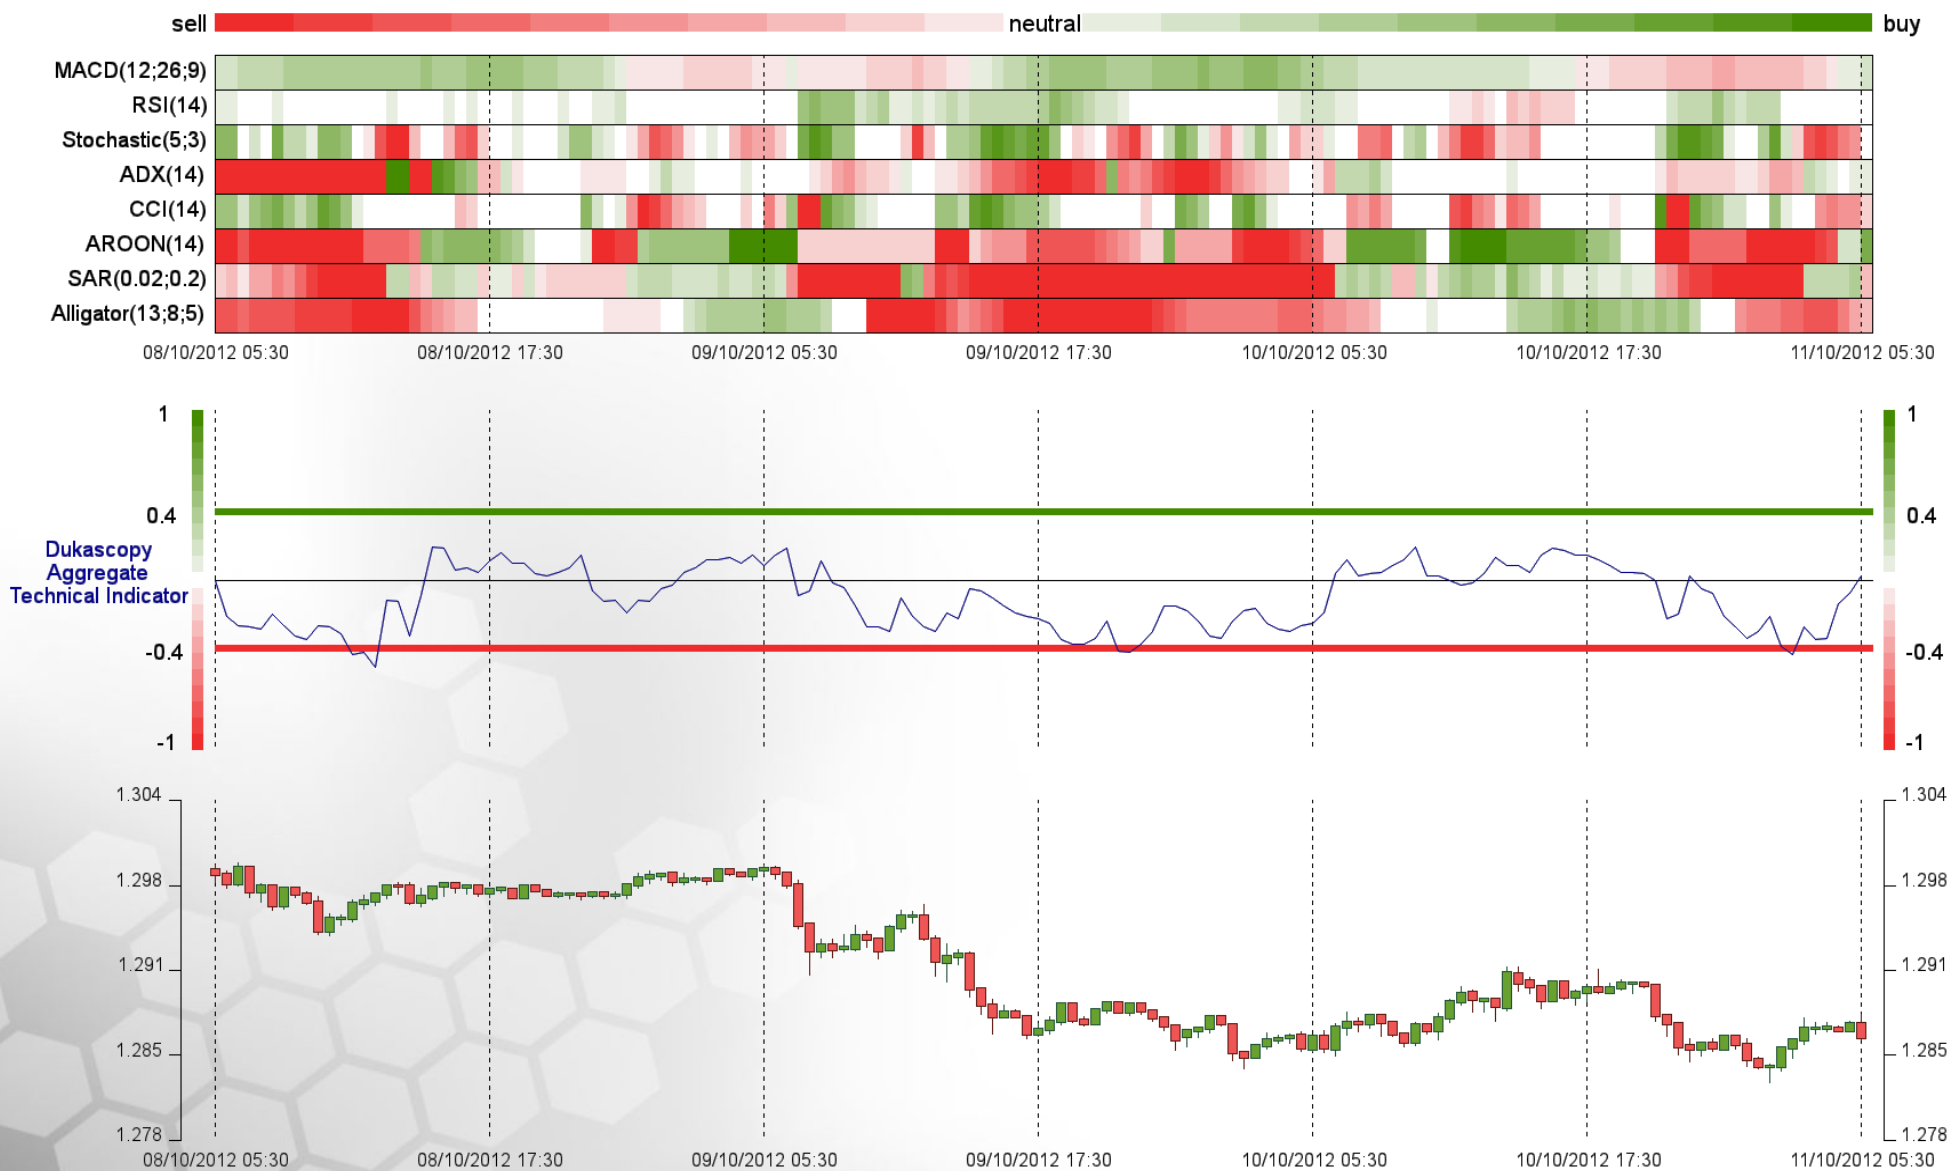 sell neutral buy
MACD(12;26;9)
RSI(14)
Stochastic(5;3)
ADX(14)
CCI(14)
AROON(14)
SAR(0.02;0.2)
Alligator(13;8;5)
08/10/2012 05:30 08/10/2012 17:30 09/10/2012 05:30 09/10/2012 17:30 10/10/2012 05:30 10/10/2012 17:30 11/10/2012 05:30
1 1
0.4 0.4
Dukascopy
Aggregate
Technical Indicator
-0.4 -0.4
-1 -1
1.304 1.304
1.298 1.298
1.291 1.291
1.285 1.285
1.278 1.278
08/10/2012 05:30 08/10/2012 17:30 09/10/2012 05:30 09/10/2012 17:30 10/10/2012 05:30 10/10/2012 17:30 11/10/2012 05:30